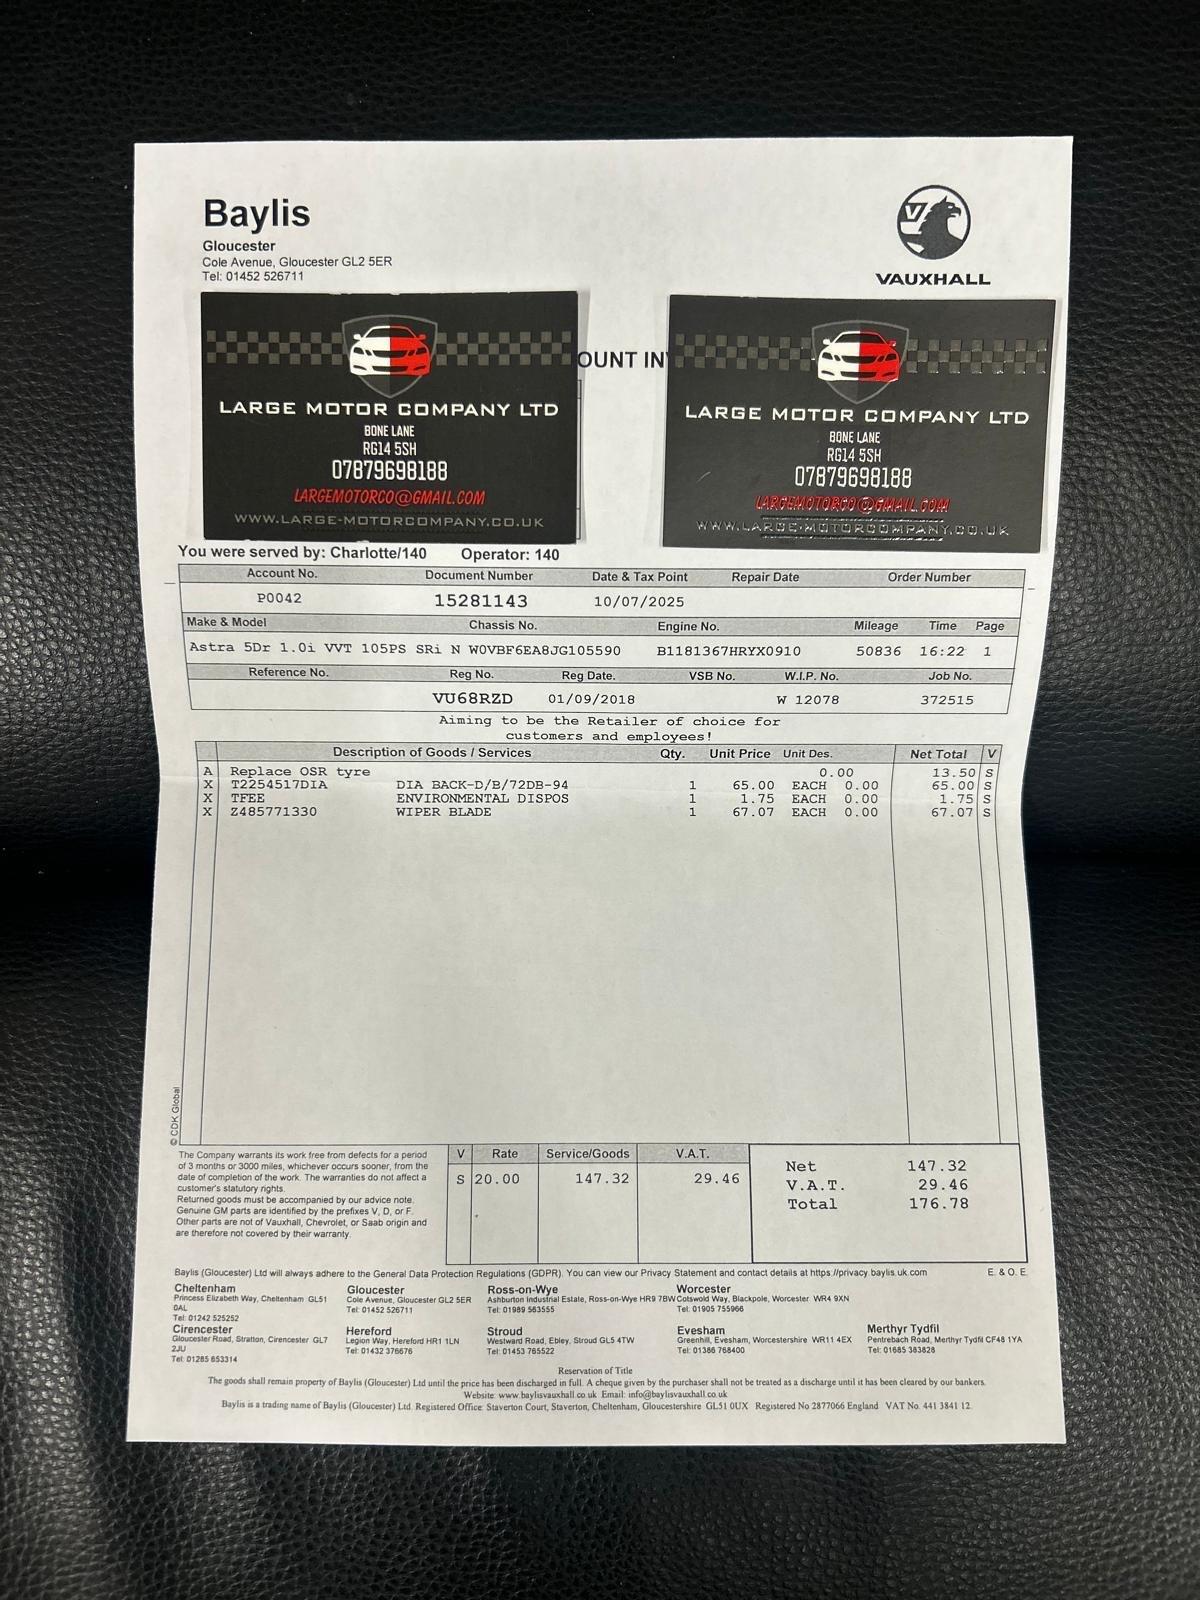 Baylis
Gloucester
Cole Avenue, Gloucester GL2 5ER
Tel: 01452 526711
V
VAUXHALL
OUNT IN
LARGE MOTOR COMPANY LTD
BONE LANE
RG14 5SH
07879698188
LARGEMOTORCO@GMAIL.COM
WWW.LARGE-MOTORCOMPANY.CO.UK
LARGE MOTOR COMPANY LTD
BONE LANE
RG14 5SH
07879698188
LARGEMOTORCO@GMAIL.COM
WWW.LARGE-MOTORCOMPANY.CO.UK
You were served by: Charlotte/140 Operator: 140
Account No. Document Number Date & Tax Point Repair Date Order Number
P0042 15281143 10/07/2025
Make & Model Chassis No. Engine No. Mileage Time Page
Astra 5Dr 1.0i VVT 105PS SRi N W0VBF6EA8JG105590 B1181367HRYX0910 50836 16:22 1
Reference No. Reg No. Reg Date. VSB No. W.I.P. No. Job No.
VU68RZD 01/09/2018 W 12078 372515
Aiming to be the Retailer of choice for
customers and employees!
Description of Goods / Services Qty. Unit Price Unit Des. Net Total V
A Replace OSR tyre 0.00 13.50 S
X T2254517DIA DIA BACK-D/B/72DB-94 1 65.00 EACH 0.00 65.00 S
X TFEE ENVIRONMENTAL DISPOS 1 1.75 EACH 0.00 1.75 S
X Z485771330 WIPER BLADE 1 67.07 EACH 0.00 67.07 S
© CDK Global
The Company warrants its work free from defects for a period
of 3 months or 3000 miles, whichever occurs sooner, from the
date of completion of the work. The warranties do not affect a
customer's statutory rights.
Returned goods must be accompanied by our advice note.
Genuine GM parts are identified by the prefixes V, D, or F.
Other parts are not of Vauxhall, Chevrolet, or Saab origin and
are therefore not covered by their warranty.
V Rate Service/Goods V.A.T.
S 20.00 147.32 29.46
Net 147.32
V.A.T. 29.46
Total 176.78
Baylis (Gloucester) Ltd will always adhere to the General Data Protection Regulations (GDPR). You can view our Privacy Statement and contact details at https://privacy.baylis.uk.com E. & O. E.
Cheltenham
Princess Elizabeth Way, Cheltenham GL51
0AL
Tel: 01242 525252
Gloucester
Cole Avenue, Gloucester GL2 5ER
Tel: 01452 526711
Ross-on-Wye
Ashburton Industrial Estate, Ross-on-Wye HR9 7BW
Tel: 01989 563555
Worcester
Cotswold Way, Blackpole, Worcester WR4 9XN
Tel: 01905 755966
Cirencester
Gloucester Road, Stratton, Cirencester GL7
2JU
Tel: 01285 653314
Hereford
Legion Way, Hereford HR1 1LN
Tel: 01432 376676
Stroud
Westward Road, Ebley, Stroud GL5 4TW
Tel: 01453 765522
Evesham
Greenhill, Evesham, Worcestershire WR11 4EX
Tel: 01386 768400
Merthyr Tydfil
Pentrebach Road, Merthyr Tydfil CF48 1YA
Tel: 01685 383828
Reservation of Title
The goods shall remain property of Baylis (Gloucester) Ltd until the price has been discharged in full. A cheque given by the purchaser shall not be treated as a discharge until it has been cleared by our bankers.
Website: www.baylisvauxhall.co.uk Email: info@baylisvauxhall.co.uk
Baylis is a trading name of Baylis (Gloucester) Ltd. Registered Office: Staverton Court, Staverton, Cheltenham, Gloucestershire GL51 0UX Registered No 2877066 England VAT No. 441 3841 12